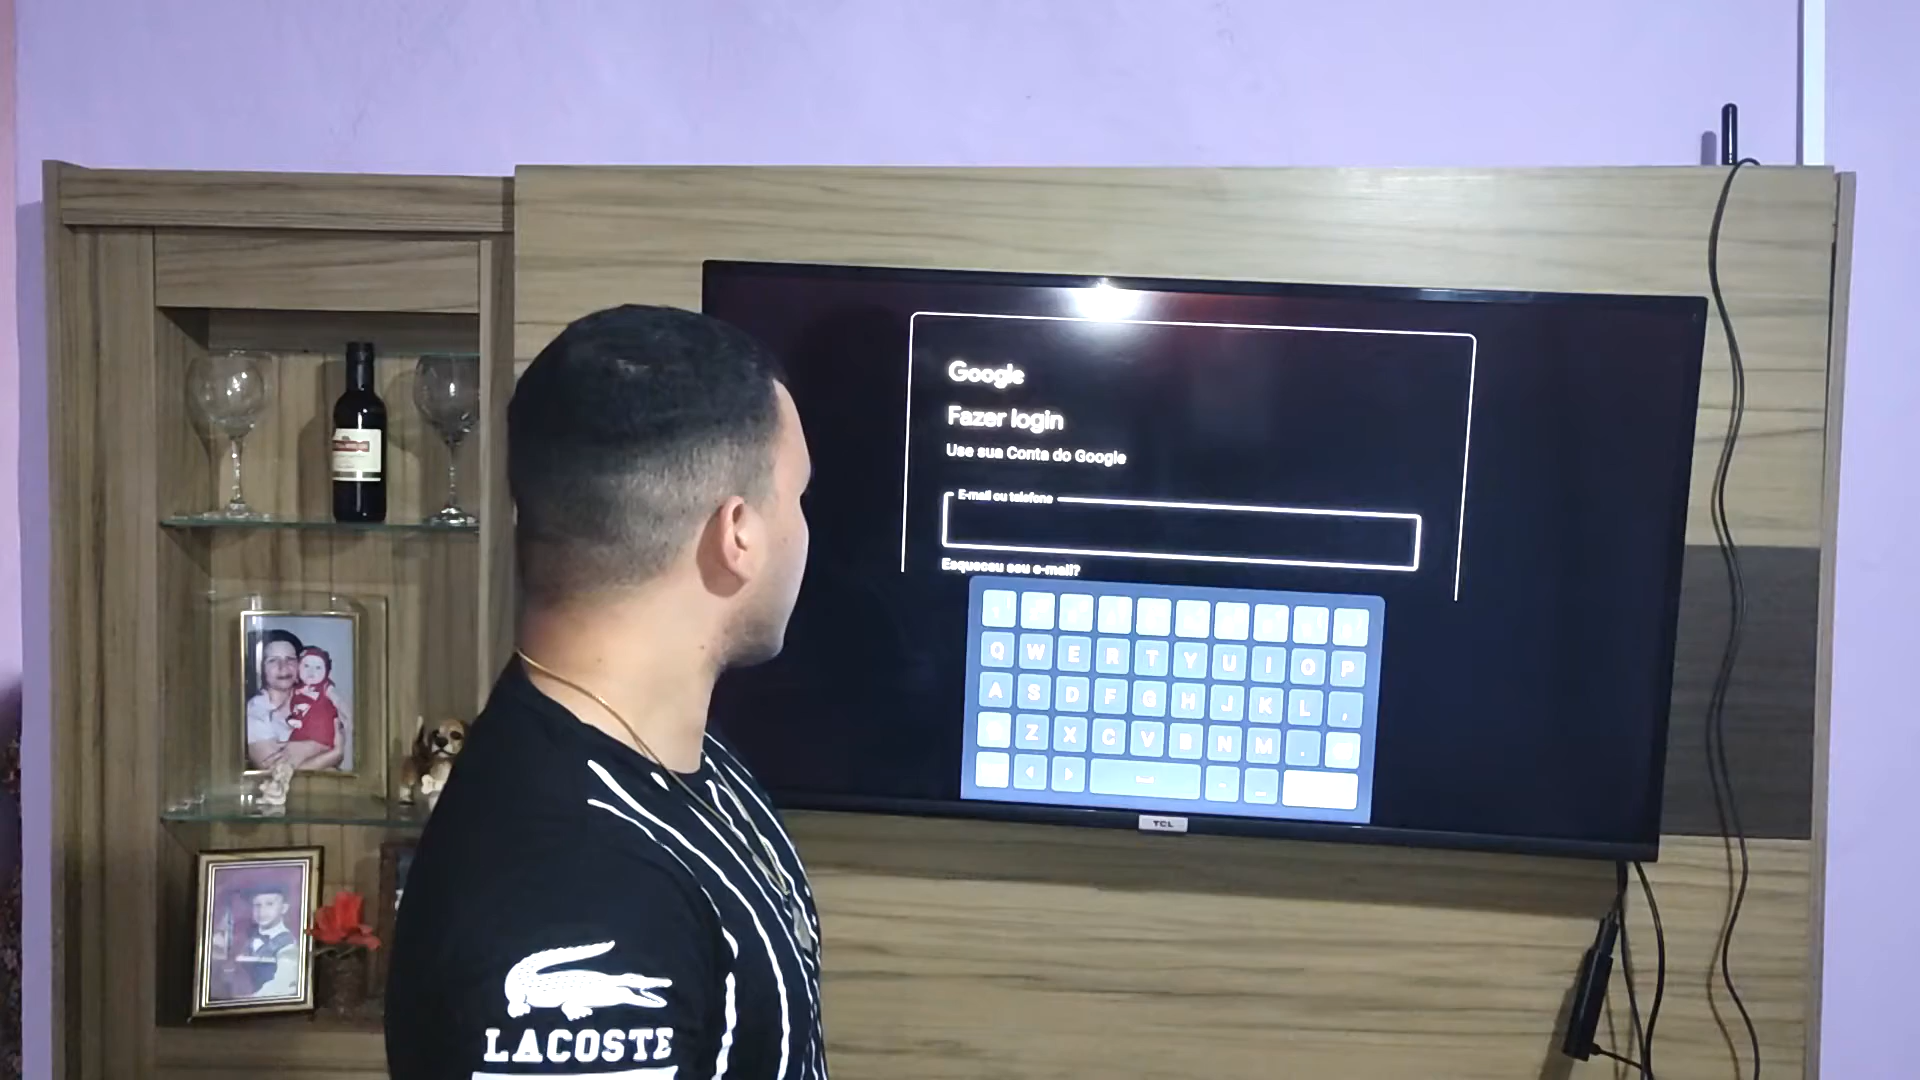 Google
Fazer login
Use sua Conta do Google
E-mail ou telefone
Esqueceu seu e-mail?
Q W E R T Y U I O P
A S D F G H J K L ,
Z X C V B N M .
TCL
LACOSTE